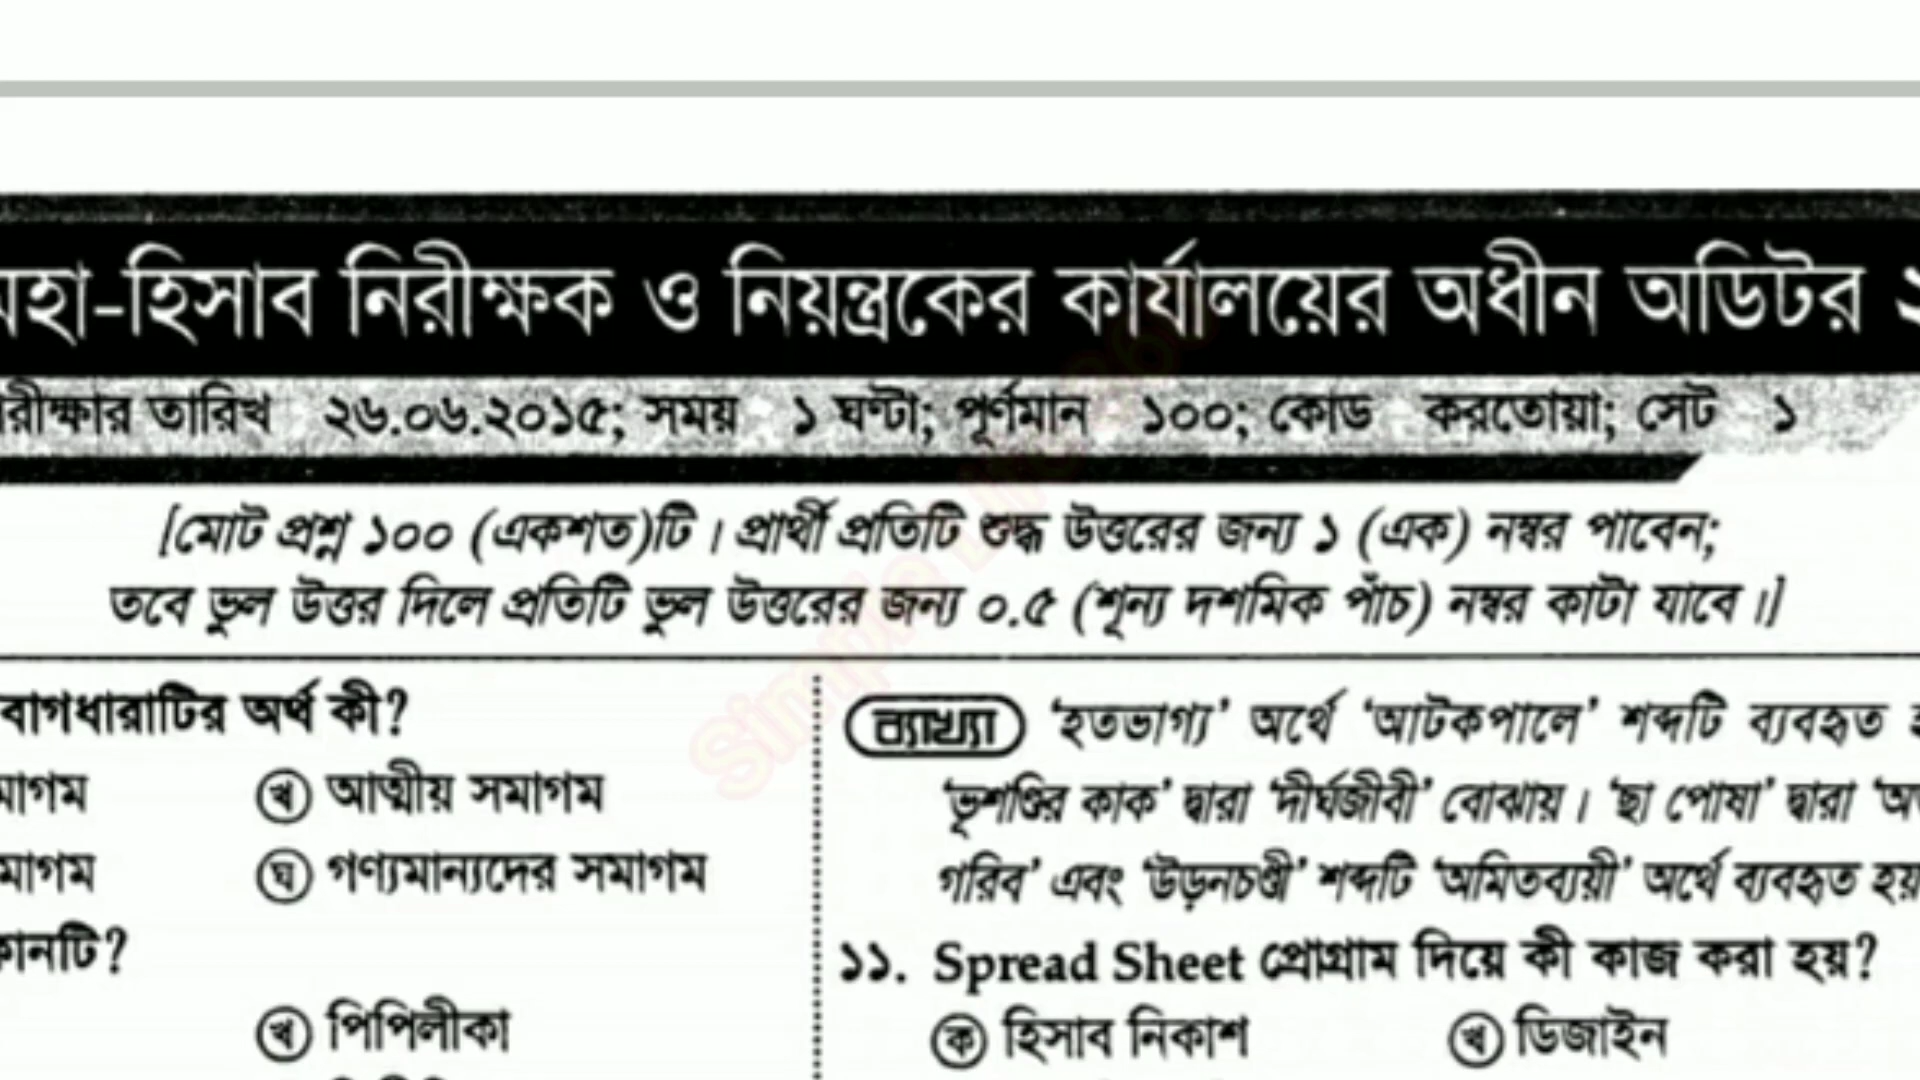 মহা-হিসাব নিরীক্ষক ও নিয়ন্ত্রকের কার্যালয়ের অধীন অডিটর
তারিখ ২৬.০৬.২০১৫; সময় ১ ঘণ্টা; পূর্ণমান ১০০; কোড করতোয়া; সেট ১
[মোট প্রশ্ন ১০০ (একশত)টি। প্রার্থী প্রতিটি শুদ্ধ উত্তরের জন্য ১ (এক) নম্বর পাবেন;
তবে ভুল উত্তর দিলে প্রতিটি ভুল উত্তরের জন্য ০.৫ (শূন্য দশমিক পাঁচ) নম্বর কাটা যাবে।]
বাগধারাটির অর্থ কী?
খ আত্মীয় সমাগম
ঘ গণ্যমান্যদের সমাগম
খ পিপিলীকা
ব্যাখ্যা 'হতভাগ্য' অর্থে 'আটকপালে' শব্দটি ব্যবহৃত
'ভূশণ্ডির কাক' দ্বারা 'দীর্ঘজীবী' বোঝায়। 'ছা পোষা' দ্বারা
গরিব' এবং 'উড়নচণ্ডী' শব্দটি 'অমিতব্যয়ী' অর্থে ব্যবহৃত হয়
১১. Spread Sheet প্রোগ্রাম দিয়ে কী কাজ করা হয়?
ক হিসাব নিকাশ খ ডিজাইন